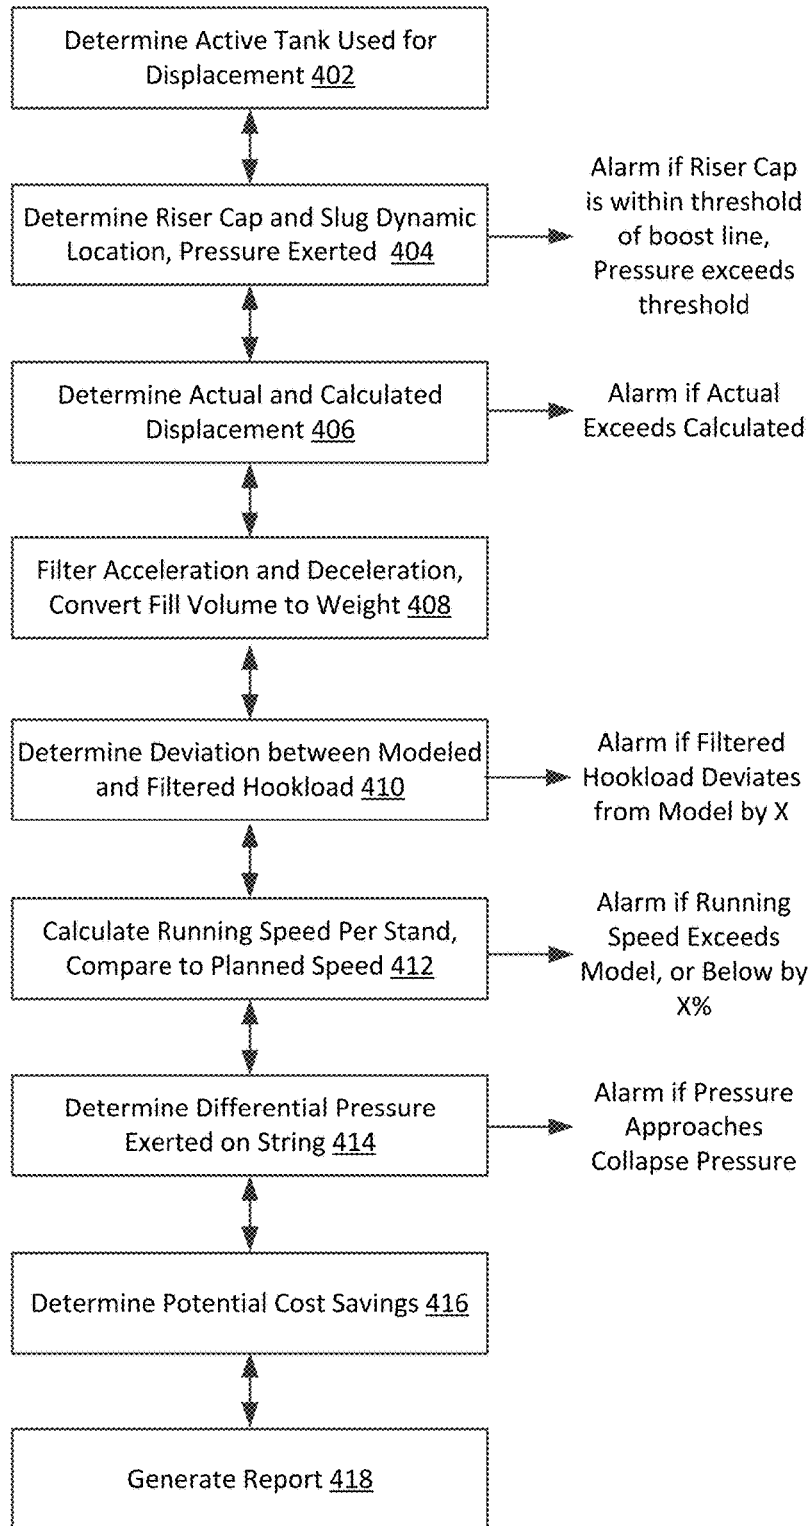 Determine Active Tank Used for
Displacement 402
Determine Riser Cap and Slug Dynamic
Location, Pressure Exerted 404
Alarm if Riser Cap
is within threshold
of boost line,
Pressure exceeds
threshold
Determine Actual and Calculated
Displacement 406
Alarm if Actual
Exceeds Calculated
Filter Acceleration and Deceleration,
Convert Fill Volume to Weight 408
Determine Deviation between Modeled
and Filtered Hookload 410
Alarm if Filtered
Hookload Deviates
from Model by X
Calculate Running Speed Per Stand,
Compare to Planned Speed 412
Alarm if Running
Speed Exceeds
Model, or Below by
X%
Determine Differential Pressure
Exerted on String 414
Alarm if Pressure
Approaches
Collapse Pressure
Determine Potential Cost Savings 416
Generate Report 418